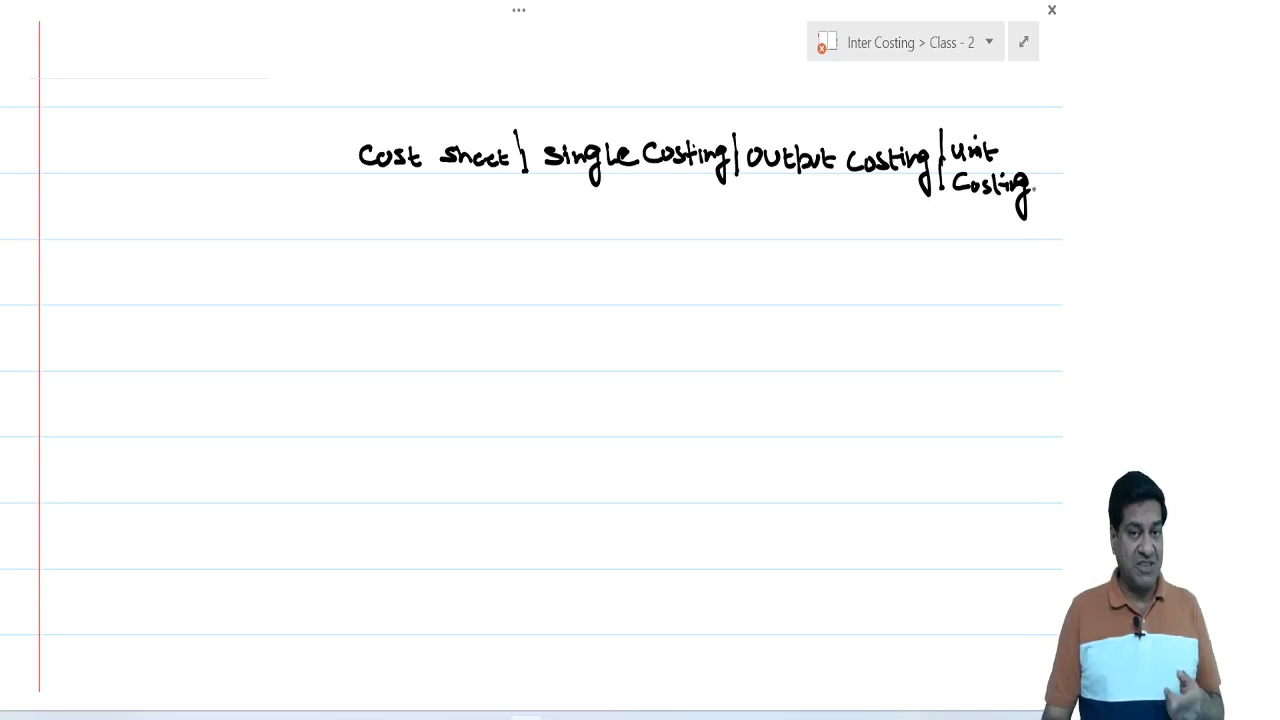 Inter Costing > Class - 2
Cost sheet | Single Costing | Output Costing | Unit
Costing